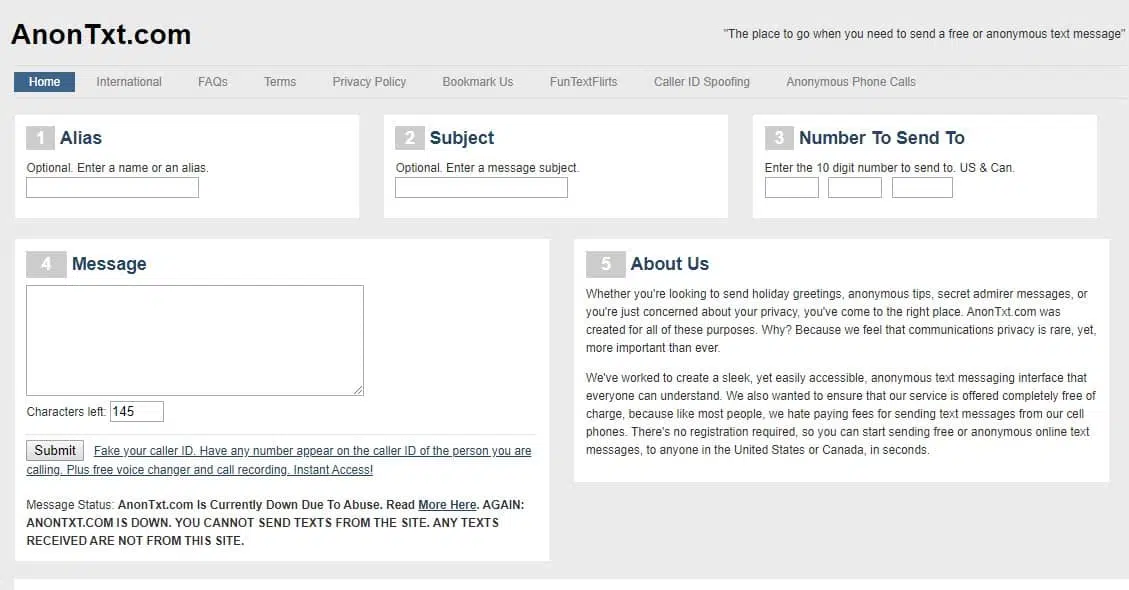 AnonTxt.com
"The place to go when you need to send a free or anonymous text message"
Home International FAQs Terms Privacy Policy Bookmark Us FunTextFlirts Caller ID Spoofing Anonymous Phone Calls
1 Alias
Optional. Enter a name or an alias.
2 Subject
Optional. Enter a message subject.
3 Number To Send To
Enter the 10 digit number to send to. US & Can.
4 Message
Characters left: 145
Submit Fake your caller ID. Have any number appear on the caller ID of the person you are
calling. Plus free voice changer and call recording. Instant Access!
Message Status: AnonTxt.com Is Currently Down Due To Abuse. Read More Here. AGAIN:
ANONTXT.COM IS DOWN. YOU CANNOT SEND TEXTS FROM THE SITE. ANY TEXTS
RECEIVED ARE NOT FROM THIS SITE.
5 About Us
Whether you're looking to send holiday greetings, anonymous tips, secret admirer messages, or
you're just concerned about your privacy, you've come to the right place. AnonTxt.com was
created for all of these purposes. Why? Because we feel that communications privacy is rare, yet,
more important than ever.
We've worked to create a sleek, yet easily accessible, anonymous text messaging interface that
everyone can understand. We also wanted to ensure that our service is offered completely free of
charge, because like most people, we hate paying fees for sending text messages from our cell
phones. There's no registration required, so you can start sending free or anonymous online text
messages, to anyone in the United States or Canada, in seconds.